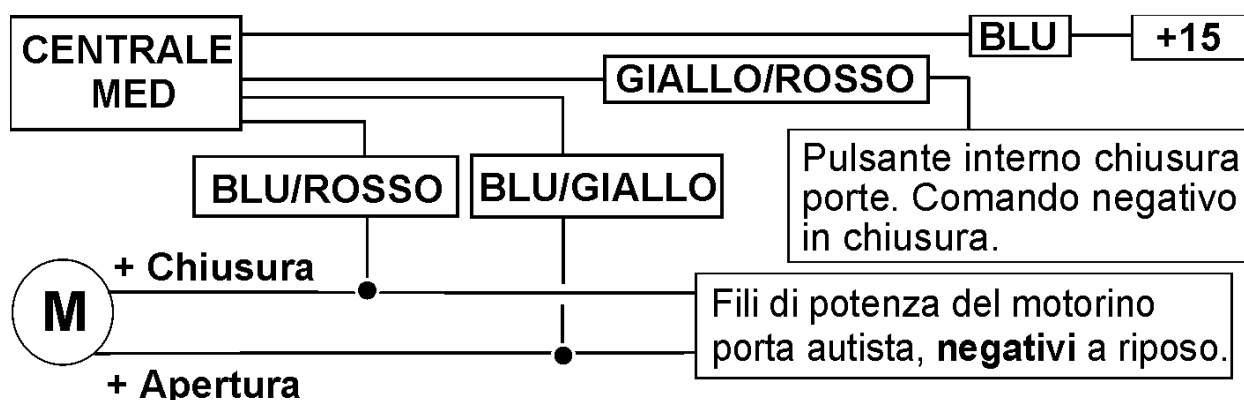 CENTRALE
MED
BLU
+15
GIALLO/ROSSO
BLU/ROSSO
BLU/GIALLO
Pulsante interno chiusura
porte. Comando negativo
in chiusura.
+ Chiusura
M
Fili di potenza del motorino
porta autista, negativi a riposo.
+ Apertura